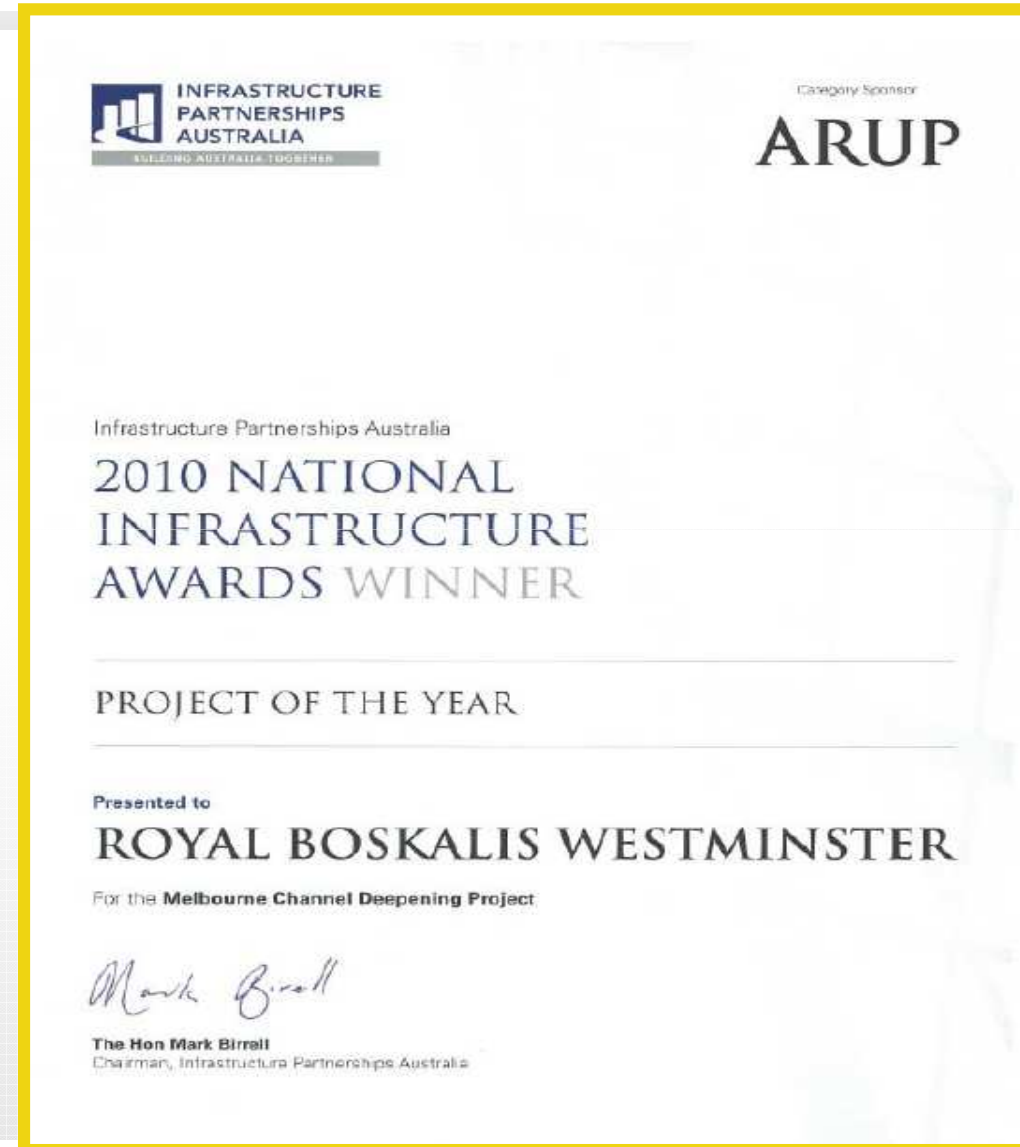 INFRASTRUCTURE
PARTNERSHIPS
AUSTRALIA
BUILDING AUSTRALIA TOGETHER
Category Sponsor
ARUP
Infrastructure Partnerships Australia
2010 NATIONAL
INFRASTRUCTURE
AWARDS WINNER
PROJECT OF THE YEAR
Presented to
ROYAL BOSKALIS WESTMINSTER
For the Melbourne Channel Deepening Project
Mark Birrell
The Hon Mark Birrell
Chairman, Infrastructure Partnerships Australia